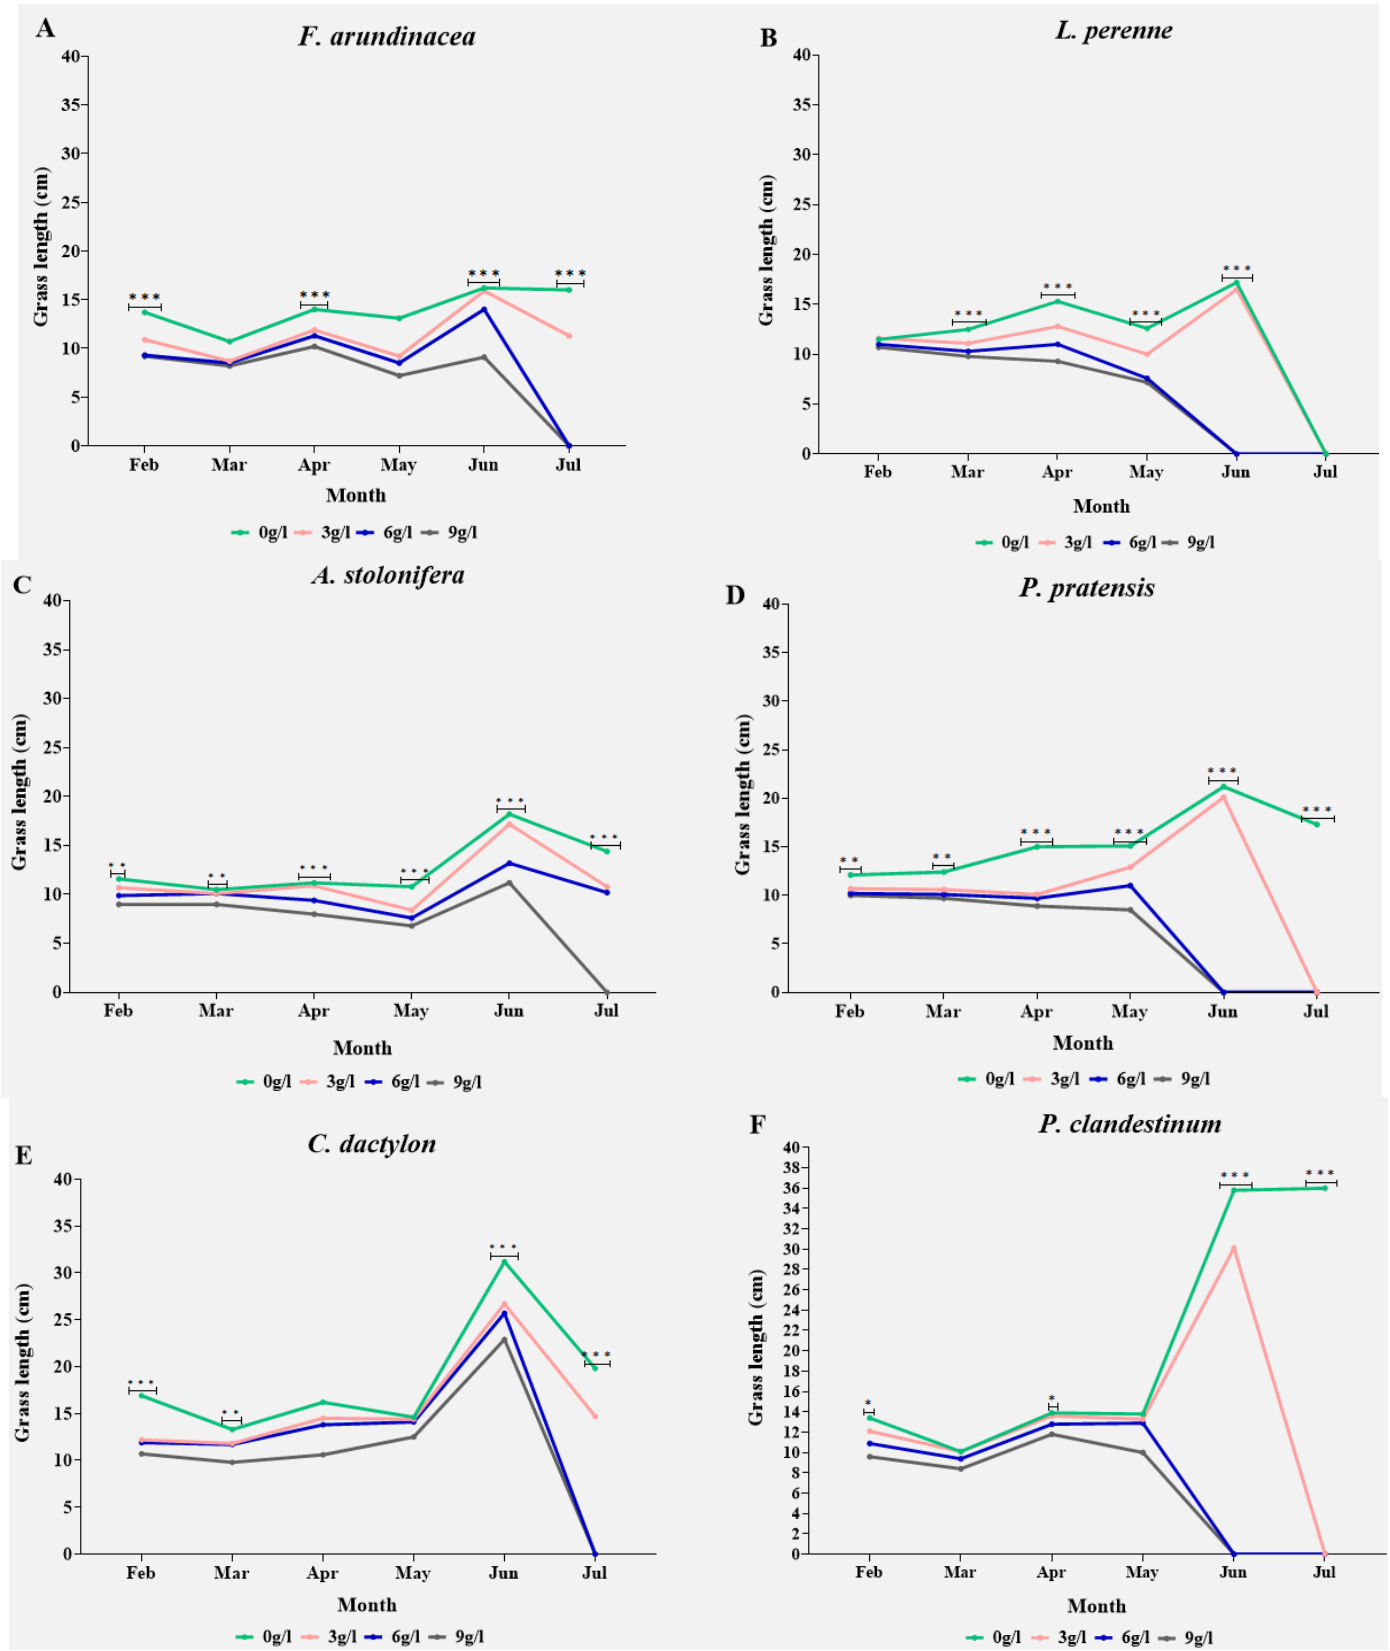 A
F. arundinacea
40
35
30
25
20
15
10
5
0
Grass length (cm)
***
***
***
***
Feb Mar Apr May Jun Jul
Month
0g/l 3g/l 6g/l 9g/l
B
L. perenne
40
35
30
25
20
15
10
5
0
Grass length (cm)
***
***
***
***
Feb Mar Apr May Jun Jul
Month
0g/l 3g/l 6g/l 9g/l
C
A. stolonifera
40
35
30
25
20
15
10
5
0
Grass length (cm)
**
**
***
***
***
***
Feb Mar Apr May Jun Jul
Month
0g/l 3g/l 6g/l 9g/l
D
P. pratensis
40
35
30
25
20
15
10
5
0
Grass length (cm)
**
**
***
***
***
***
Feb Mar Apr May Jun Jul
Month
0g/l 3g/l 6g/l 9g/l
E
C. dactylon
40
35
30
25
20
15
10
5
0
Grass length (cm)
***
**
***
***
Feb Mar Apr May Jun Jul
Month
0g/l 3g/l 6g/l 9g/l
F
P. clandestinum
40
38
36
34
32
30
28
26
24
22
20
18
16
14
12
10
8
6
4
2
0
Grass length (cm)
*
*
***
***
Feb Mar Apr May Jun Jul
Month
0g/l 3g/l 6g/l 9g/l